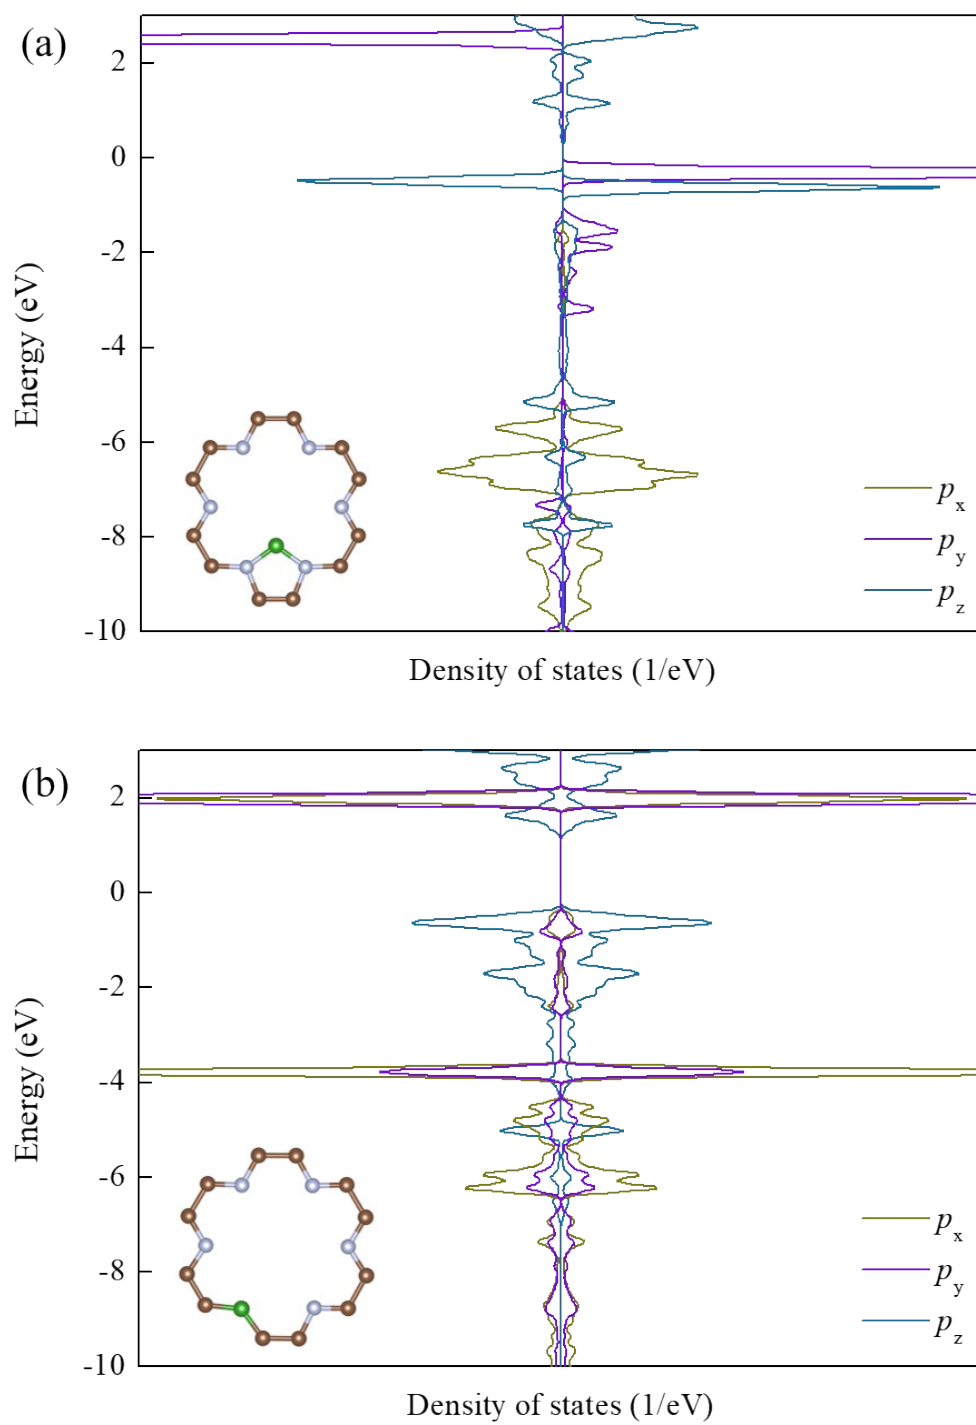 (a)
2
0
-2
-4
-6
-8
-10
Energy (eV)
px
py
pz
Density of states (1/eV)
(b)
2
0
-2
-4
-6
-8
-10
Energy (eV)
px
py
pz
Density of states (1/eV)